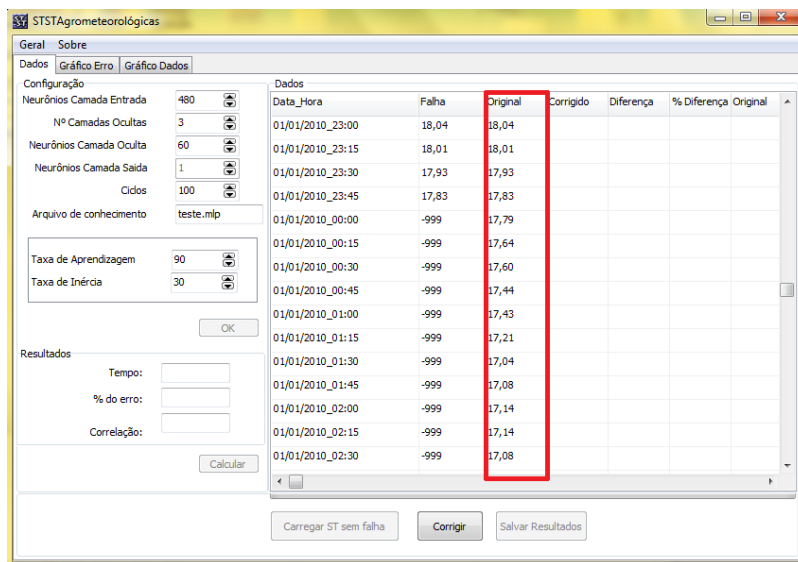 STSTAgrometeorológicas
Geral Sobre
Dados Gráfico Erro Gráfico Dados
Configuração
Neurônios Camada Entrada 480
Nº Camadas Ocultas 3
Neurônios Camada Oculta 60
Neurônios Camada Saida 1
Ciclos 100
Arquivo de conhecimento teste.mlp
Taxa de Aprendizagem 90
Taxa de Inércia 30
OK
Resultados
Tempo:
% do erro:
Correlação:
Calcular
Dados
Data_Hora Falha Original Corrigido Diferença % Diferença Original
01/01/2010_23:00 18,04 18,04
01/01/2010_23:15 18,01 18,01
01/01/2010_23:30 17,93 17,93
01/01/2010_23:45 17,83 17,83
01/01/2010_00:00 -999 17,79
01/01/2010_00:15 -999 17,64
01/01/2010_00:30 -999 17,60
01/01/2010_00:45 -999 17,44
01/01/2010_01:00 -999 17,43
01/01/2010_01:15 -999 17,21
01/01/2010_01:30 -999 17,04
01/01/2010_01:45 -999 17,08
01/01/2010_02:00 -999 17,14
01/01/2010_02:15 -999 17,14
01/01/2010_02:30 -999 17,08
Carregar ST sem falha Corrigir Salvar Resultados